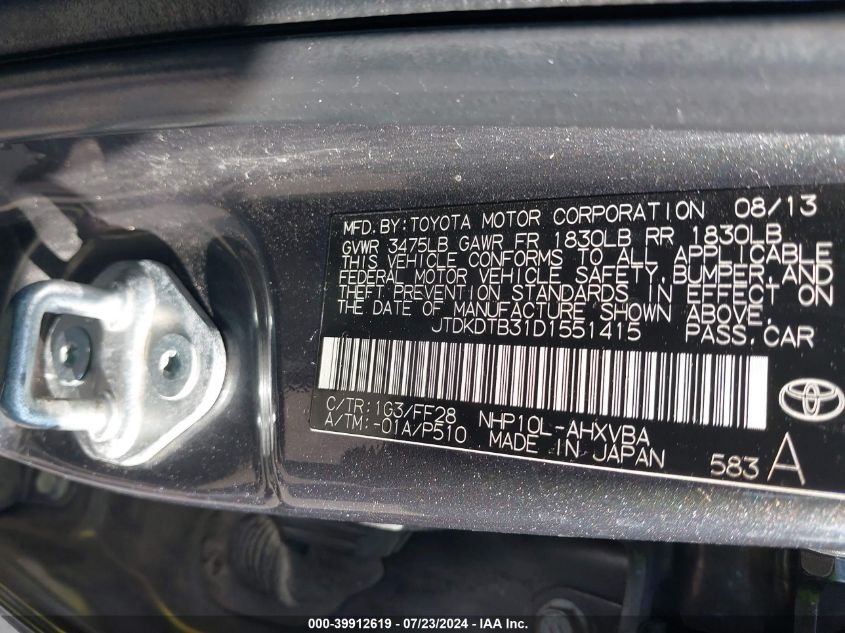 MFD. BY: TOYOTA MOTOR CORPORATION 08/13
GVWR 3475LB GAWR FR 1830LB RR 1830LB
THIS VEHICLE CONFORMS TO ALL APPLICABLE
FEDERAL MOTOR VEHICLE SAFETY, BUMPER, AND
THEFT PREVENTION STANDARDS IN EFFECT ON
THE DATE OF MANUFACTURE SHOWN ABOVE.
JTDKDTB31D1551415 PASS. CAR
C/TR: 1G3/FF28 NHP10L-AHXVBA
A/TM: -01A/P510 MADE IN JAPAN 583 A
000-39912619 / 07/23/2024 - IAA Inc.